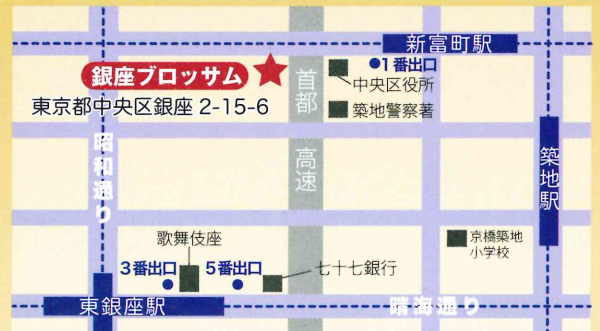 新富町駅
1番出口
中央区役所
銀座ブロッサム
東京都中央区銀座 2-15-6
首都
高速
築地警察著
昭和通り
築地駅
歌舞伎座
京橋築地
小学校
3番出口
5番出口
七十七銀行
東銀座駅
晴海通り